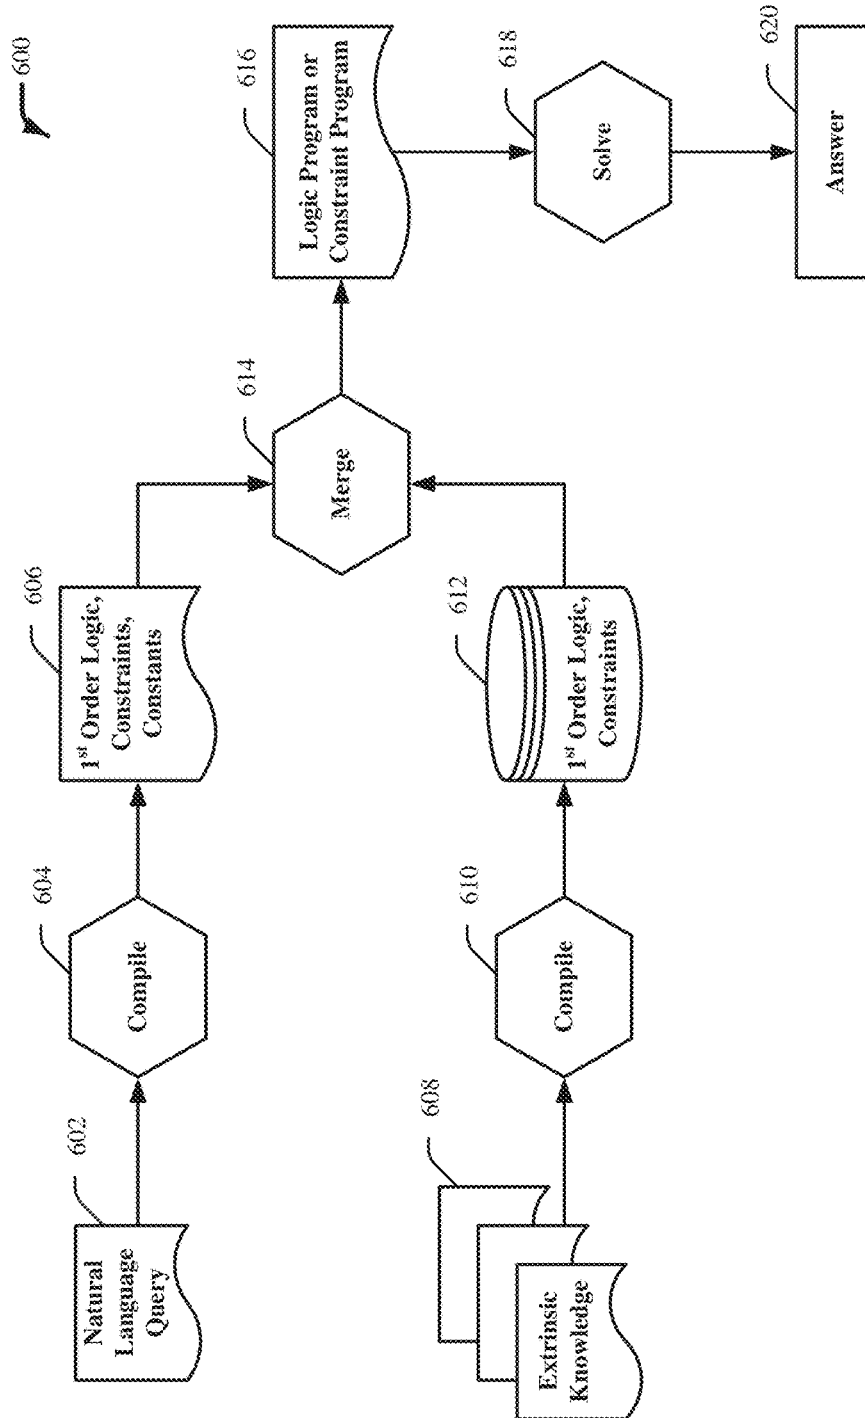 600
602
Natural
Language
Query
604
Compile
606
1st Order Logic,
Constraints,
Constants
608
Extrinsic
Knowledge
610
Compile
612
1st Order Logic,
Constraints
614
Merge
616
Logic Program or
Constraint Program
618
Solve
620
Answer